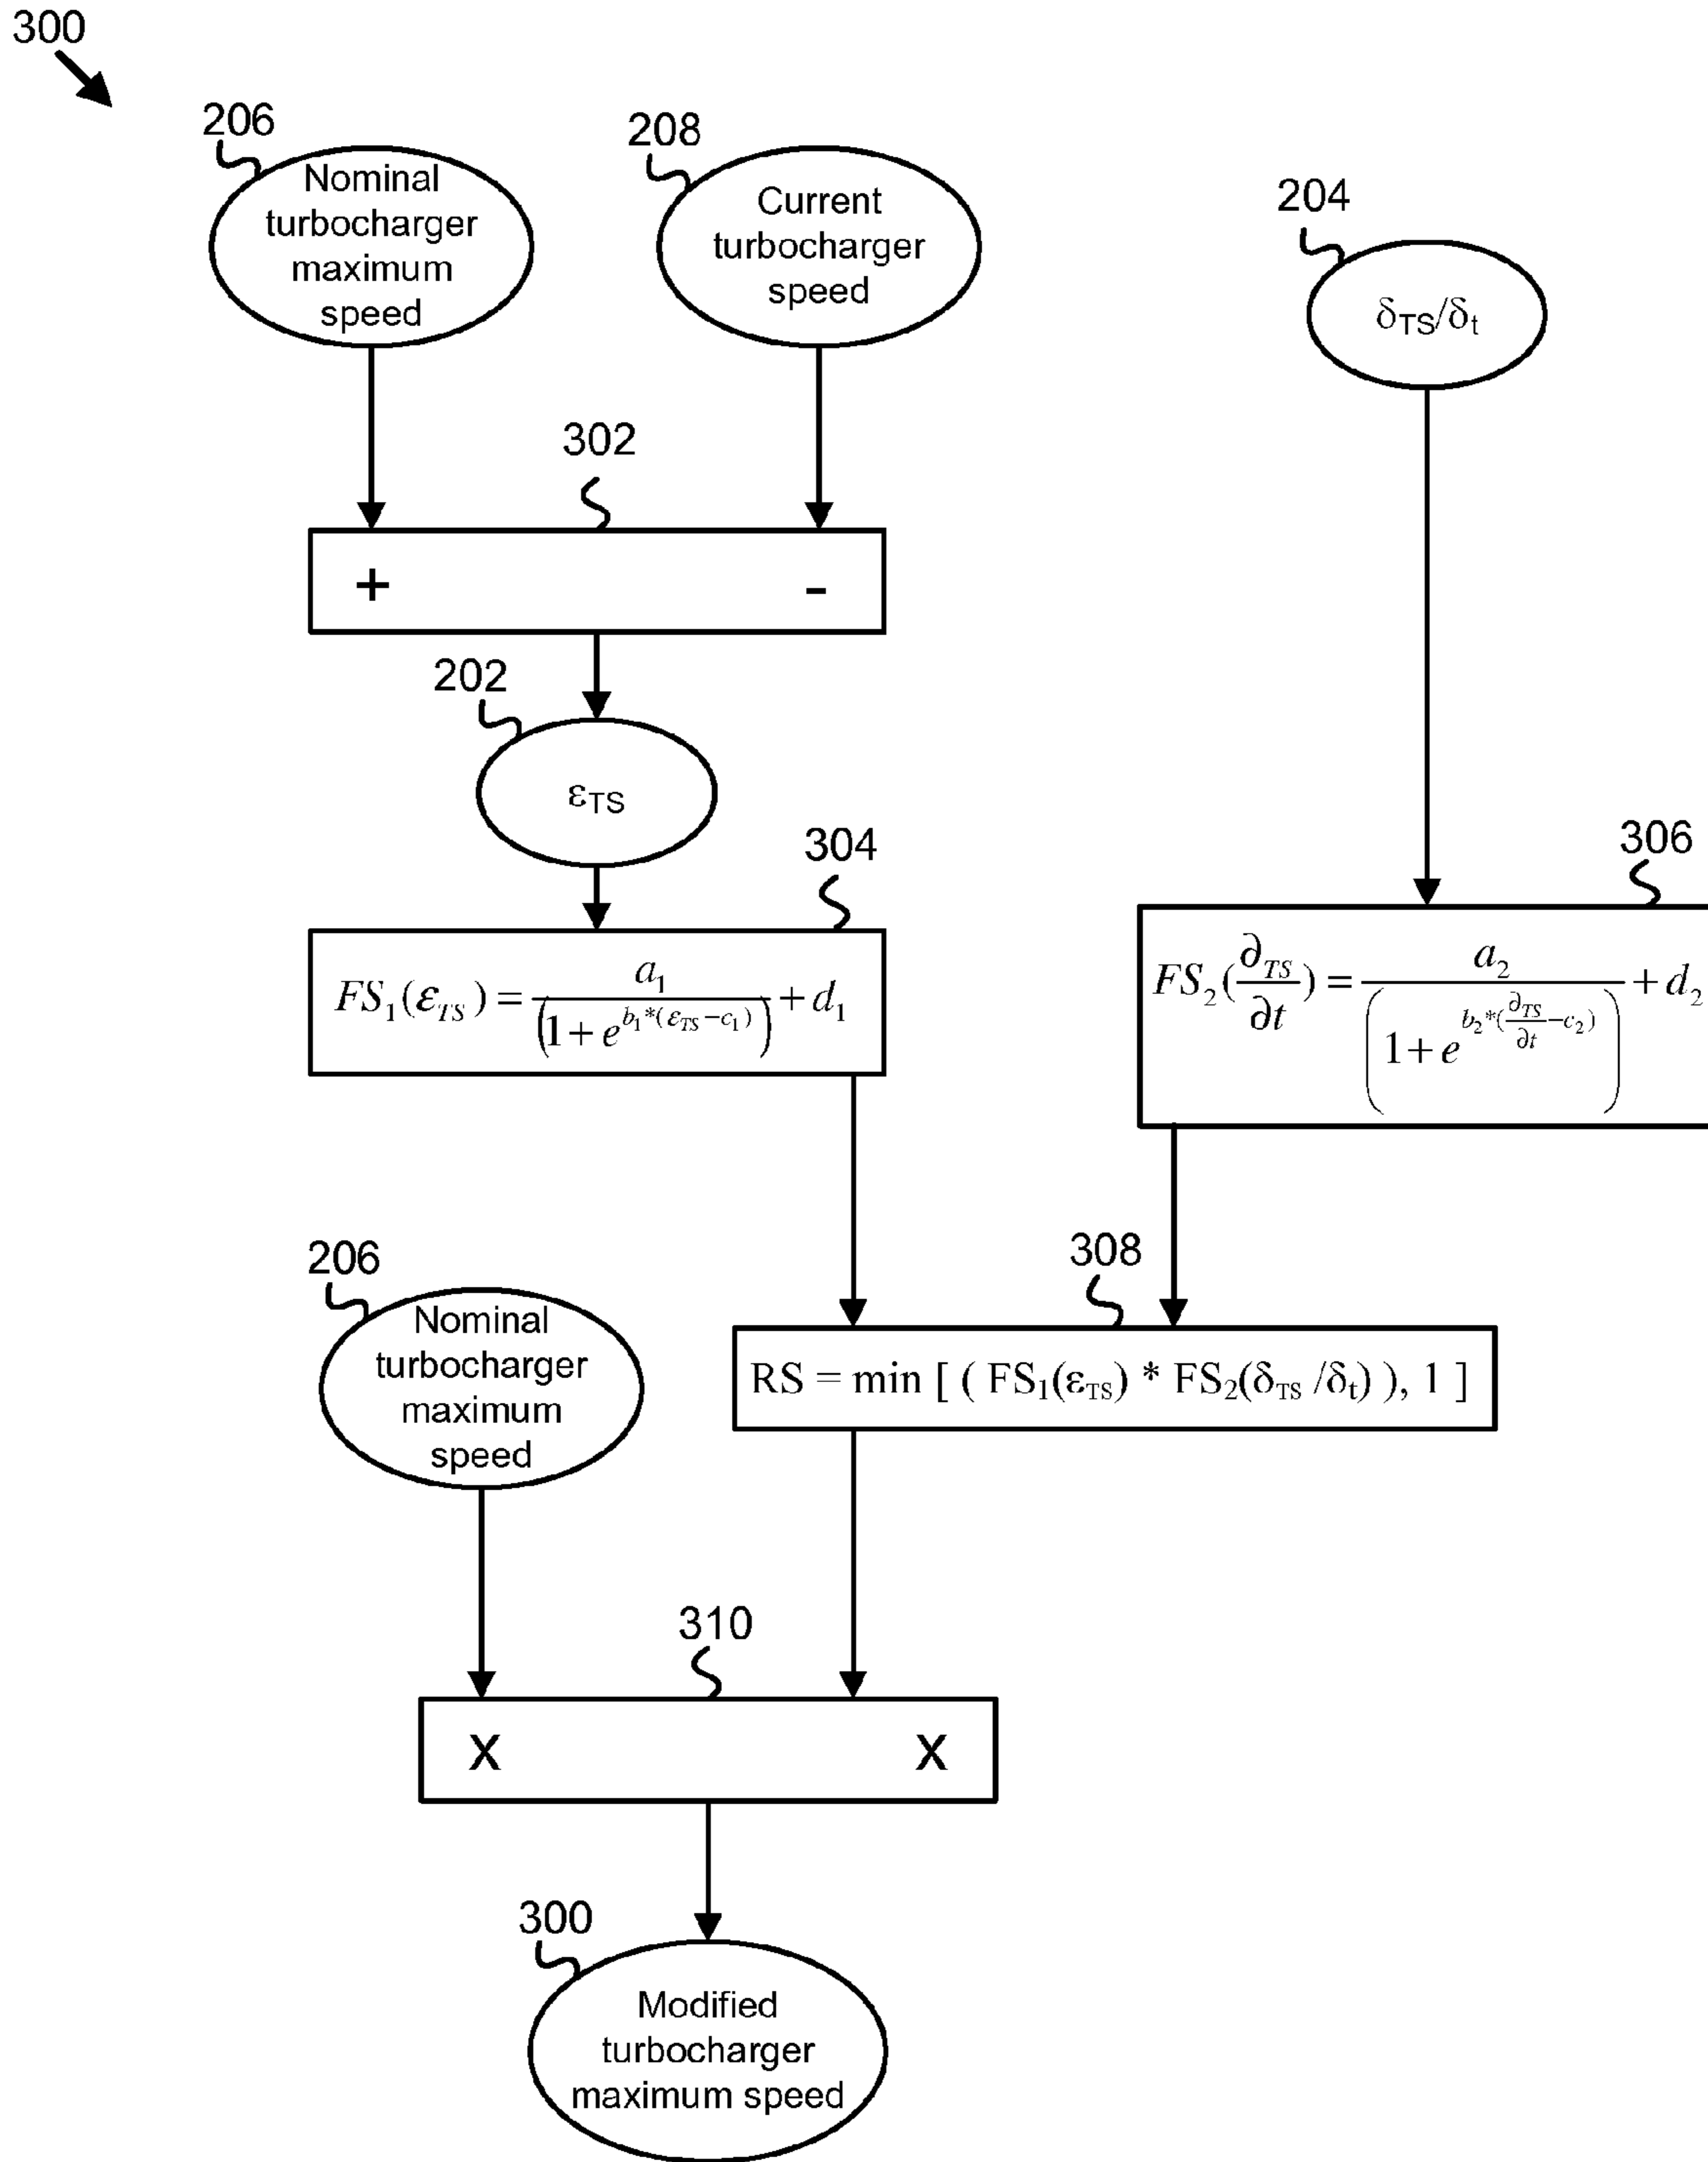 300
206
208
204
Nominal
turbocharger
maximum
speed
Current
turbocharger
speed
δTS/δt
302
+ -
202
εTS
304
306
FS₁(εTS) = a₁ / (1 + e^(b₁*(εTS−c₁))) + d₁
FS₂(∂TS/∂t) = a₂ / (1 + e^(b₂*(∂TS/∂t−c₂))) + d₂
206
308
Nominal
turbocharger
maximum
speed
RS = min [ ( FS₁(εTS) * FS₂(δTS /δt) ), 1 ]
310
X X
300
Modified
turbocharger
maximum speed